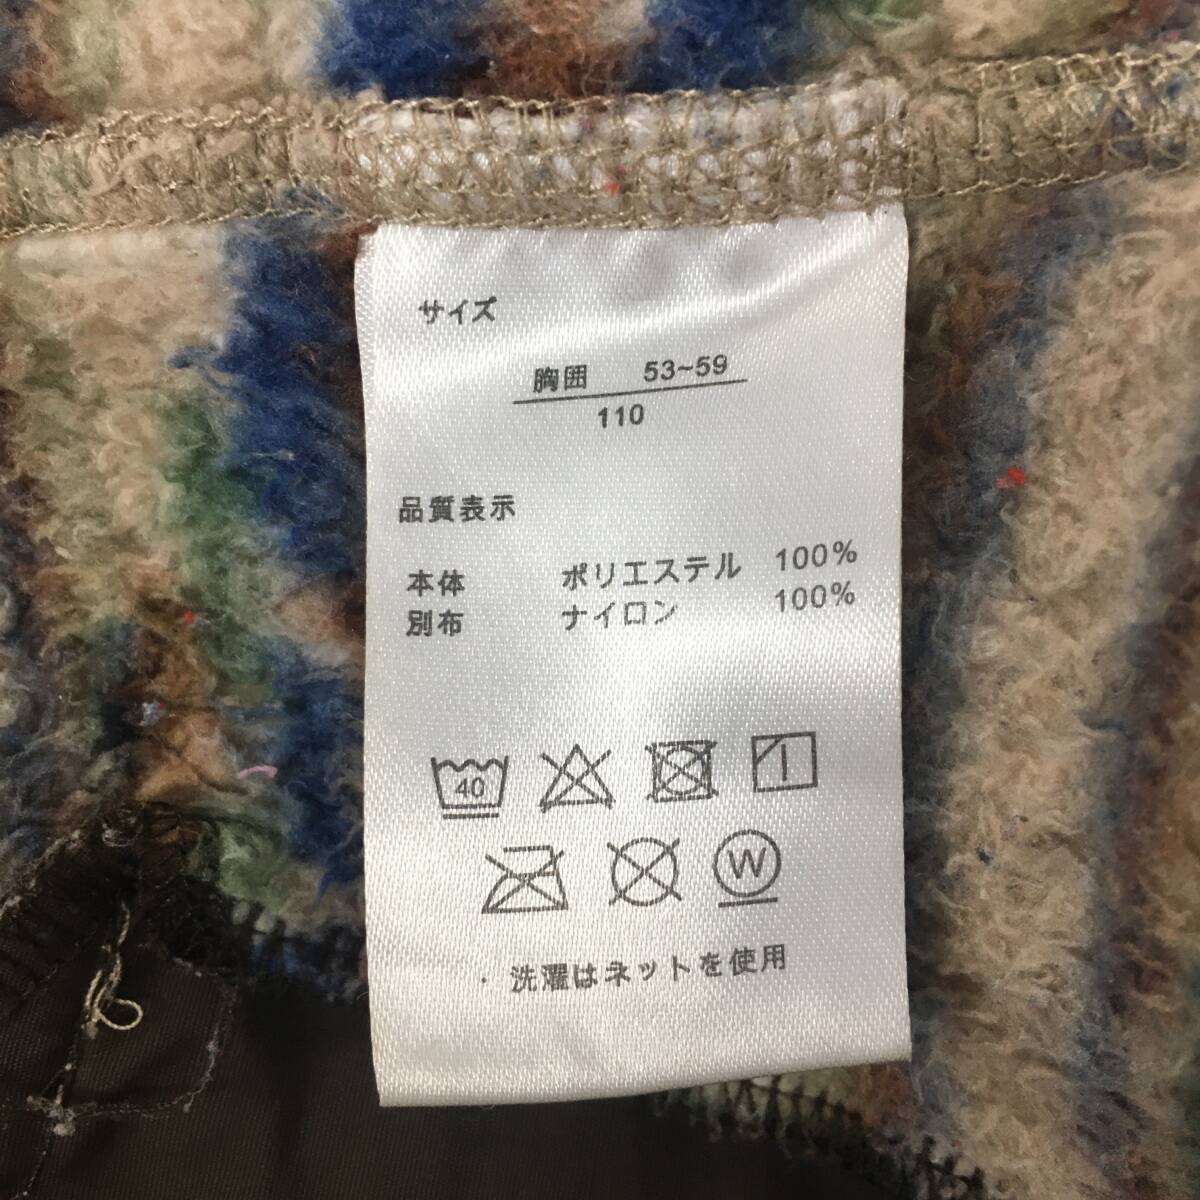 サイズ
胸囲 53~59
110
品質表示
本体 ポリエステル 100%
別布 ナイロン 100%
40
W
・洗濯はネットを使用